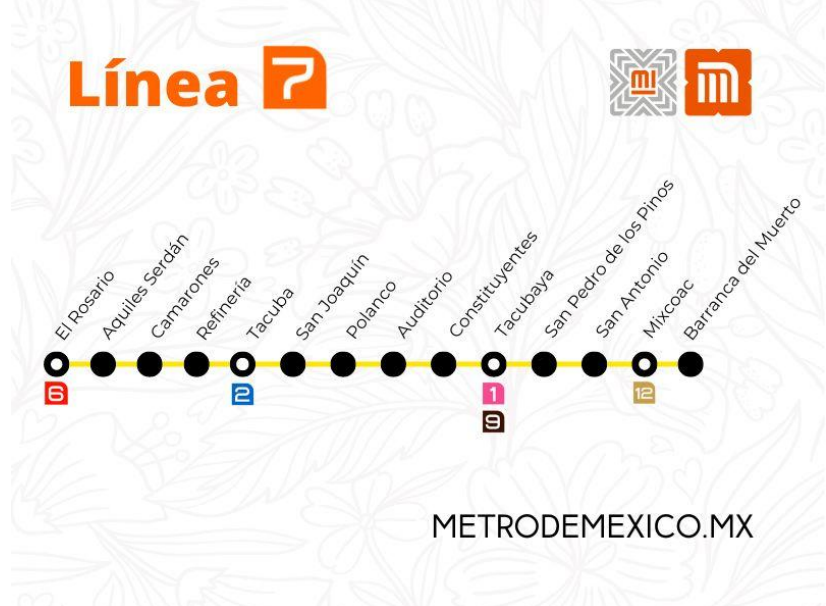 Línea 7
MI
El Rosario
Aquiles Serdán
Camarones
Refinería
Tacuba
San Joaquín
Polanco
Auditorio
Constituyentes
Tacubaya
San Pedro de los Pinos
San Antonio
Mixcoac
Barranca del Muerto
6
2
1
12
9
METRODEMEXICO.MX